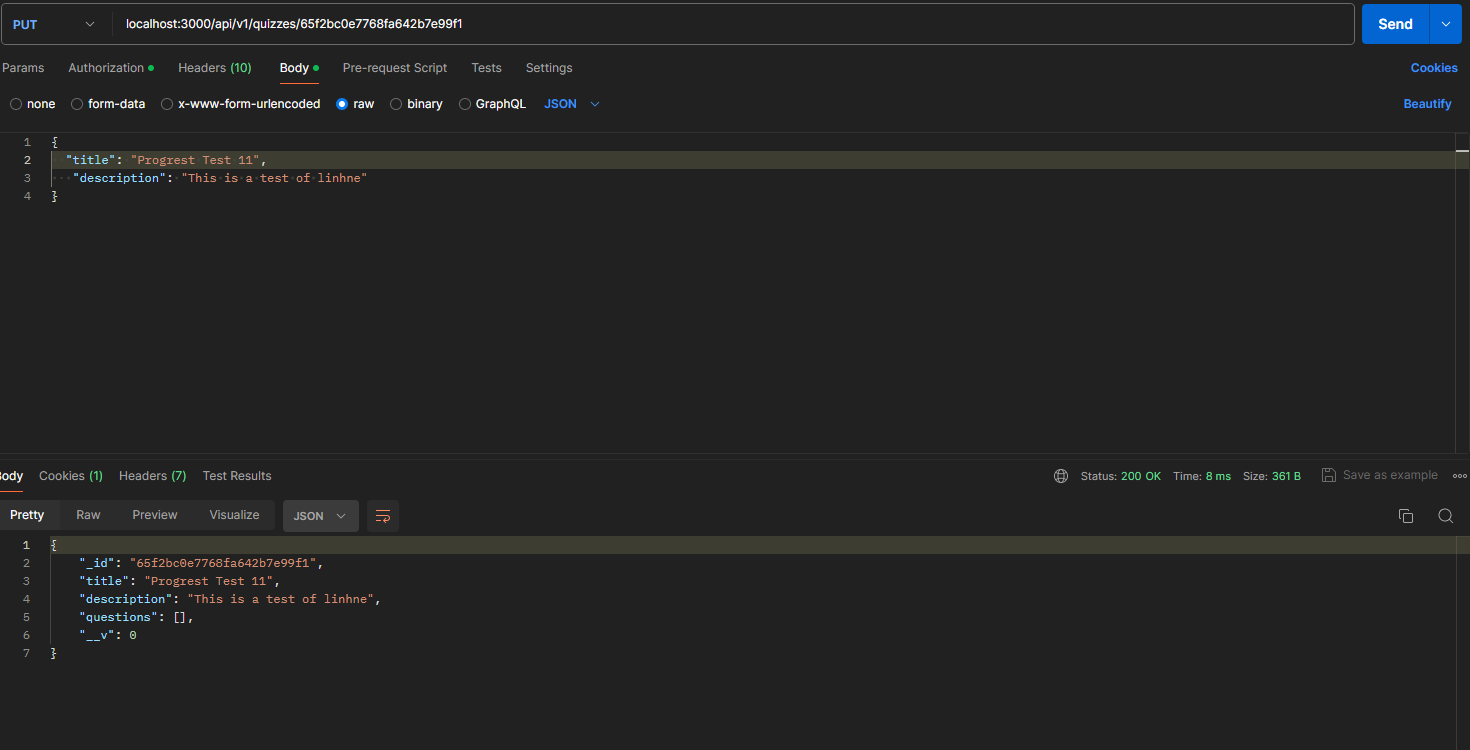 PUT localhost:3000/api/v1/quizzes/65f2bc0e7768fa642b7e99f1 Send
Params Authorization Headers (10) Body Pre-request Script Tests Settings Cookies
none form-data x-www-form-urlencoded raw binary GraphQL JSON Beautify
1 {
2 "title": "Progrest Test 11",
3 "description": "This is a test of linhne"
4 }
Body Cookies (1) Headers (7) Test Results Status: 200 OK Time: 8 ms Size: 361 B Save as example
Pretty Raw Preview Visualize JSON
1 {
2 "_id": "65f2bc0e7768fa642b7e99f1",
3 "title": "Progrest Test 11",
4 "description": "This is a test of linhne",
5 "questions": [],
6 "__v": 0
7 }